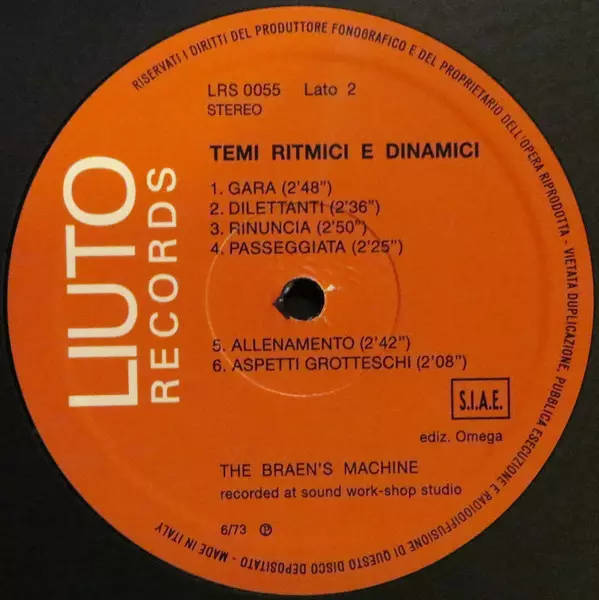 RISERVATI I DIRITTI DEL PRODUTTORE FONOGRAFICO E DEL PROPRIETARIO DELL'OPERA RIPRODOTTA - VIETATA DUPLICAZIONE, PUBBLICA ESECUZIONE E RADIODIFFUSIONE DI QUESTO DISCO DEPOSITATO - MADE IN ITALY
LIUTO
RECORDS
LRS 0055 Lato 2
STEREO
TEMI RITMICI E DINAMICI
1. GARA (2'48")
2. DILETTANTI (2'36")
3. RINUNCIA (2'50")
4. PASSEGGIATA (2'25")
5. ALLENAMENTO (2'42")
6. ASPETTI GROTTESCHI (2'08")
S.I.A.E.
ediz. Omega
THE BRAEN'S MACHINE
recorded at sound work-shop studio
6/73 Ⓟ